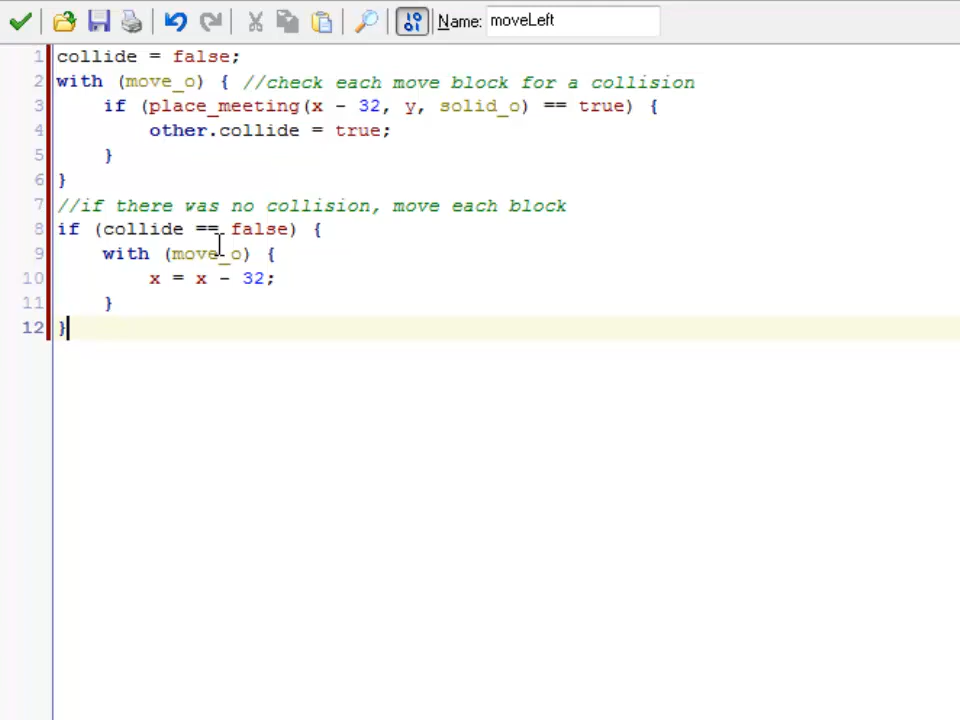 Name: moveLeft
1 collide = false;
2 with (move_o) { //check each move block for a collision
3 if (place_meeting(x - 32, y, solid_o) == true) {
4 other.collide = true;
5 }
6 }
7 //if there was no collision, move each block
8 if (collide == false) {
9 with (move_o) {
10 x = x - 32;
11 }
12 }